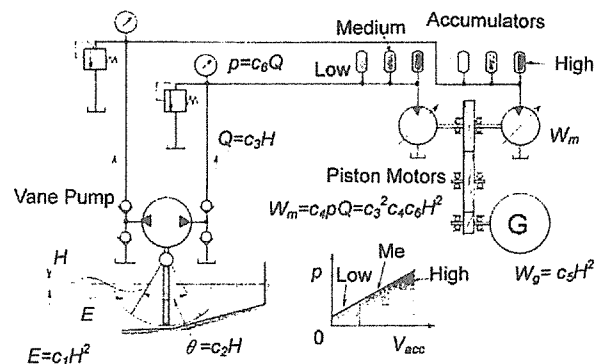 Medium
Accumulators
Low
High
p=c₆Q
Q=c₃H
Wₘ
Vane Pump
Piston Motors
Wₘ=c₄pQ=c₃²c₄c₆H²
G
H
E
E=c₁H²
θ=c₂H
p
Low
Me
High
0
Vacc
W₉= c₅H²